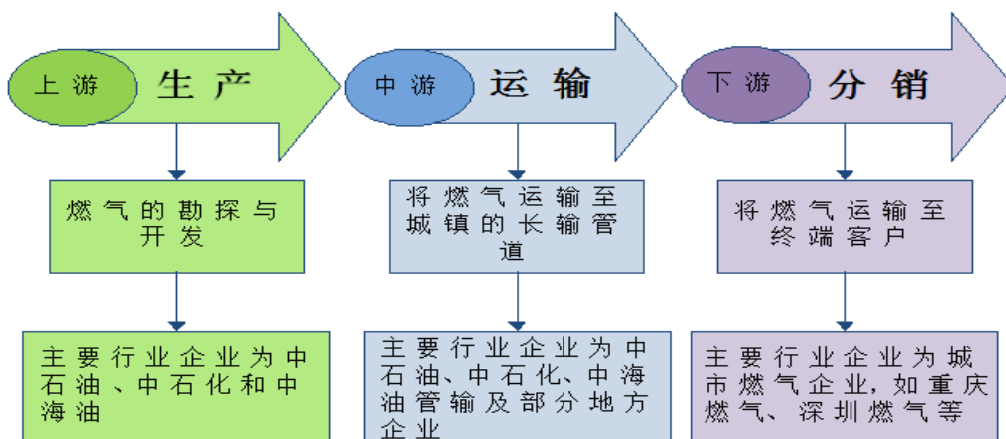 上游
生产
中游
运输
下游
分销
燃气的勘探与
开发
将燃气运输至
城镇的长输管
道
将燃气运输至
终端客户
主要行业企业为中
石油、中石化和中
海油
主要行业企业为中
石油、中石化、中海
油管输及部分地方
企业
主要行业企业为城
市燃气企业,如重庆
燃气、深圳燃气等